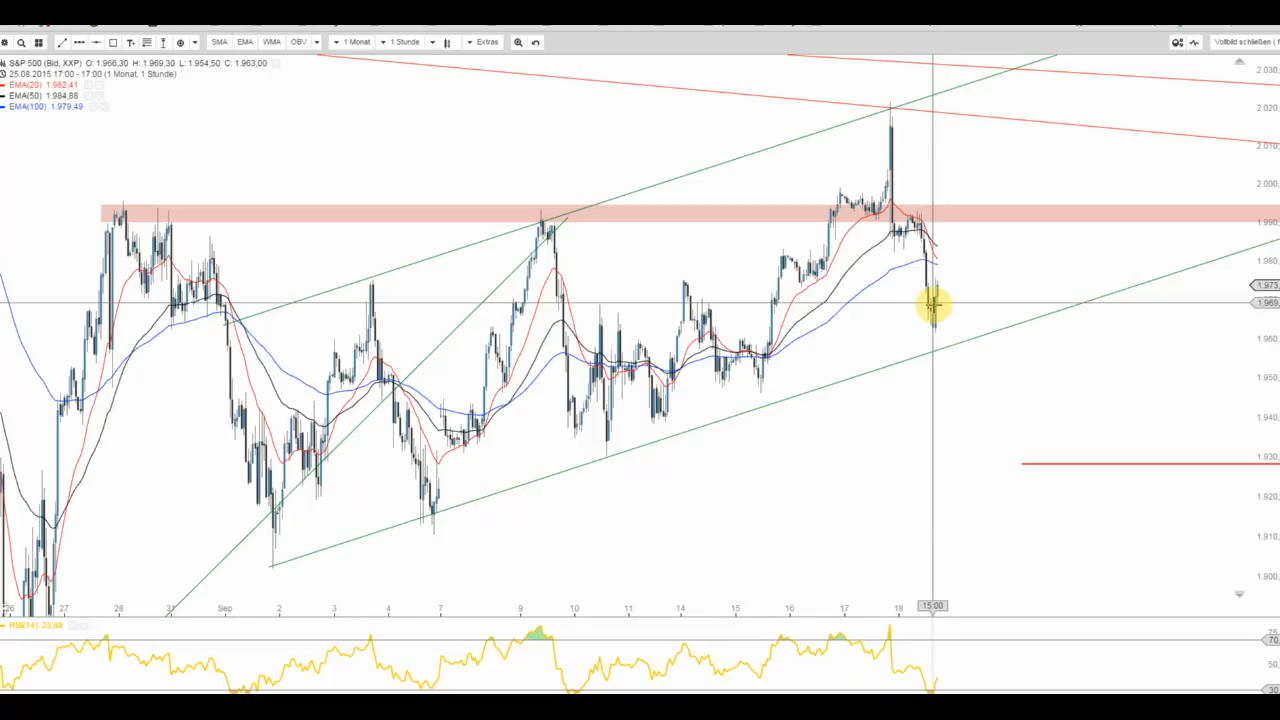 SMA EMA WMA OBV 1 Monat 1 Stunde Extras Vollbild schließen (
S&P 500 (Bid, XXP) O: 1.966,30 H: 1.969,30 L: 1.954,50 C: 1.963,00
25.08.2015 17:00 - 17:00 (1 Monat, 1 Stunde)
EMA(20) 1.982,41
EMA(50) 1.984,88
EMA(100) 1.979,49
2.030,
2.020,
2.010,
2.000,
1.990,
1.980,
1.973,
1.969,
1.960,
1.950,
1.940,
1.930,
1.920,
1.910,
1.900,
26 27 28 31 Sep 2 3 4 7 8 9 10 11 14 15 16 17 18 15:00
RSI(14) 23,68
75,
70,
50,
30,